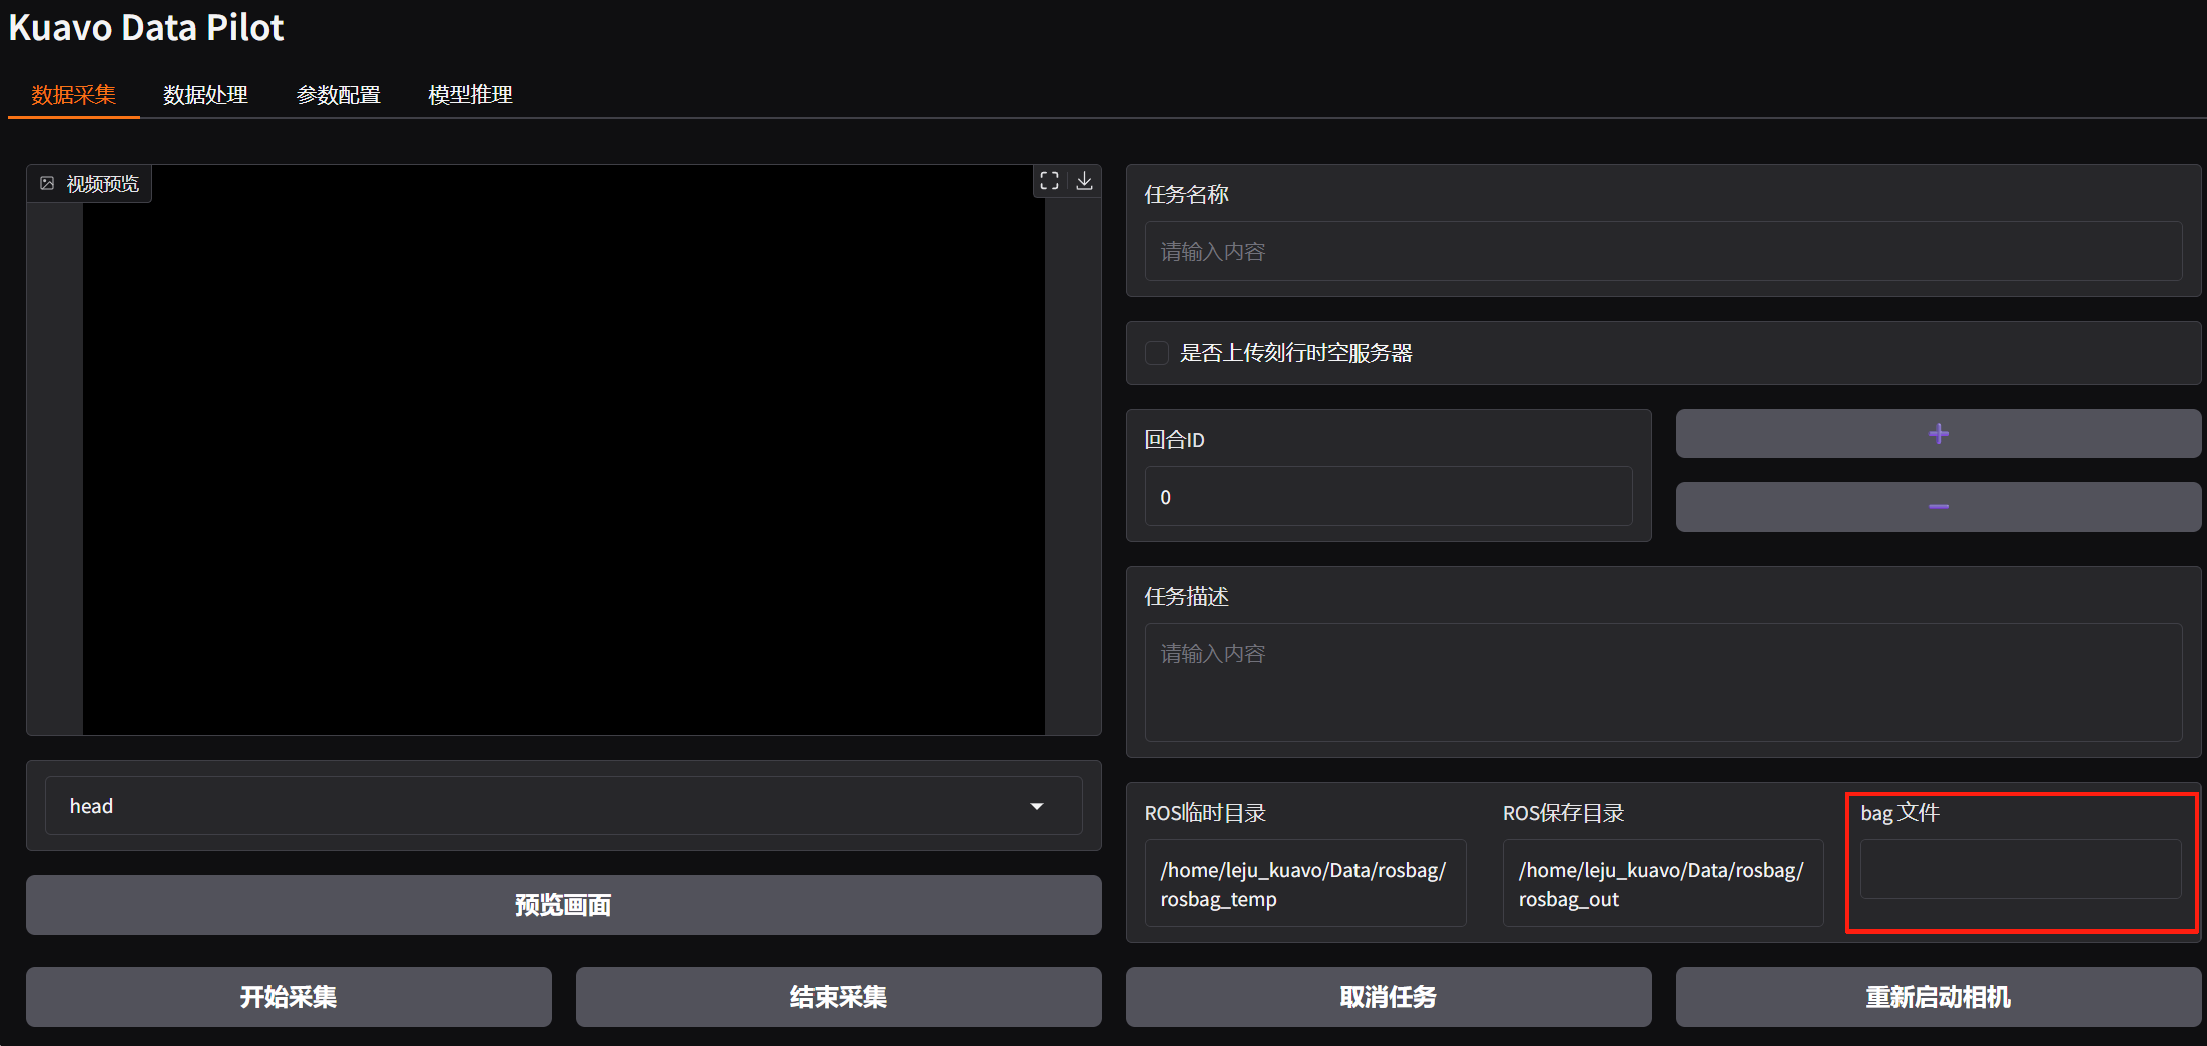 Kuavo Data Pilot
数据采集
数据处理
参数配置
模型推理
视频预览
任务名称
请输入内容
是否上传刻行时空服务器
回合ID
0
任务描述
请输入内容
head
ROS临时目录
/home/leju_kuavo/Data/rosbag/
rosbag_temp
ROS保存目录
/home/leju_kuavo/Data/rosbag/
rosbag_out
bag 文件
预览画面
开始采集
结束采集
取消任务
重新启动相机